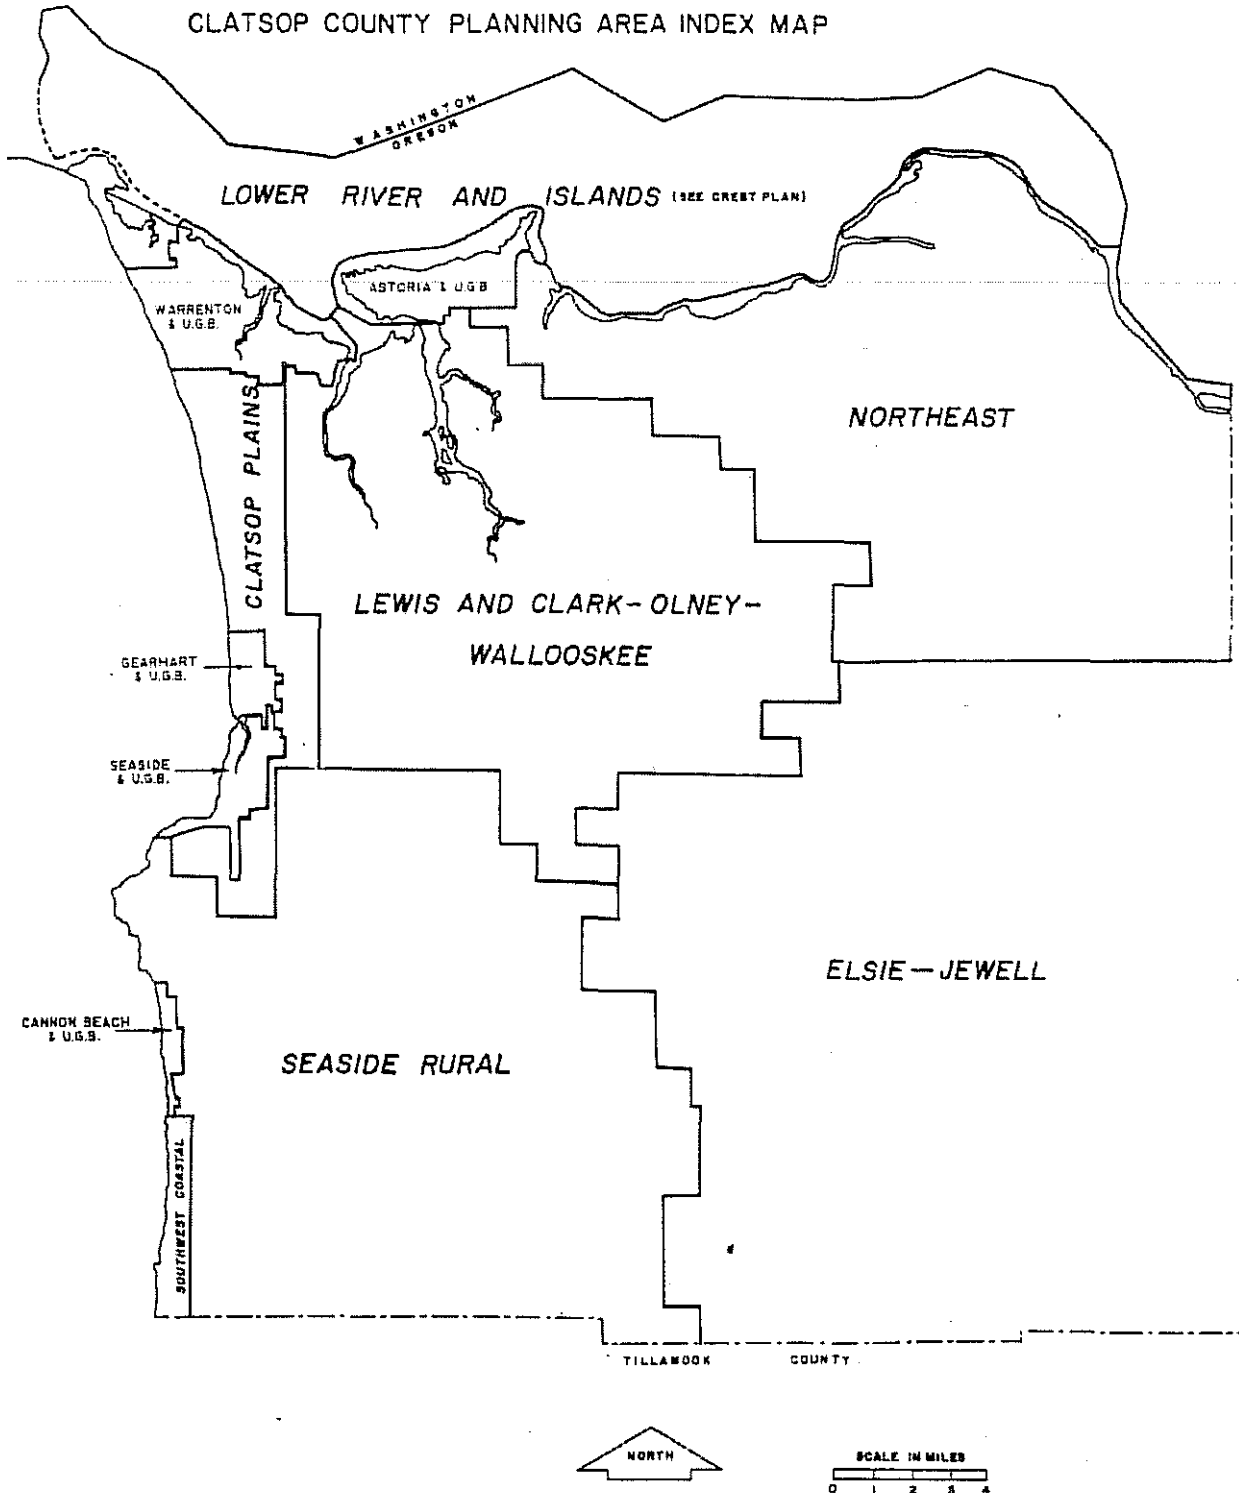 CLATSOP COUNTY PLANNING AREA INDEX MAP
WASHINGTON
OREGON
LOWER RIVER AND ISLANDS (SEE CREST PLAN)
ASTORIA & U.G.B
WARRENTON
& U.G.B.
NORTHEAST
CLATSOP PLAINS
LEWIS AND CLARK-OLNEY-
WALLOOSKEE
GEARHART
& U.G.B.
SEASIDE
& U.G.B.
ELSIE-JEWELL
CANNON BEACH
& U.G.B.
SEASIDE RURAL
SOUTHWEST COASTAL
TILLAMOOK COUNTY
NORTH
SCALE IN MILES
0 1 2 3 4